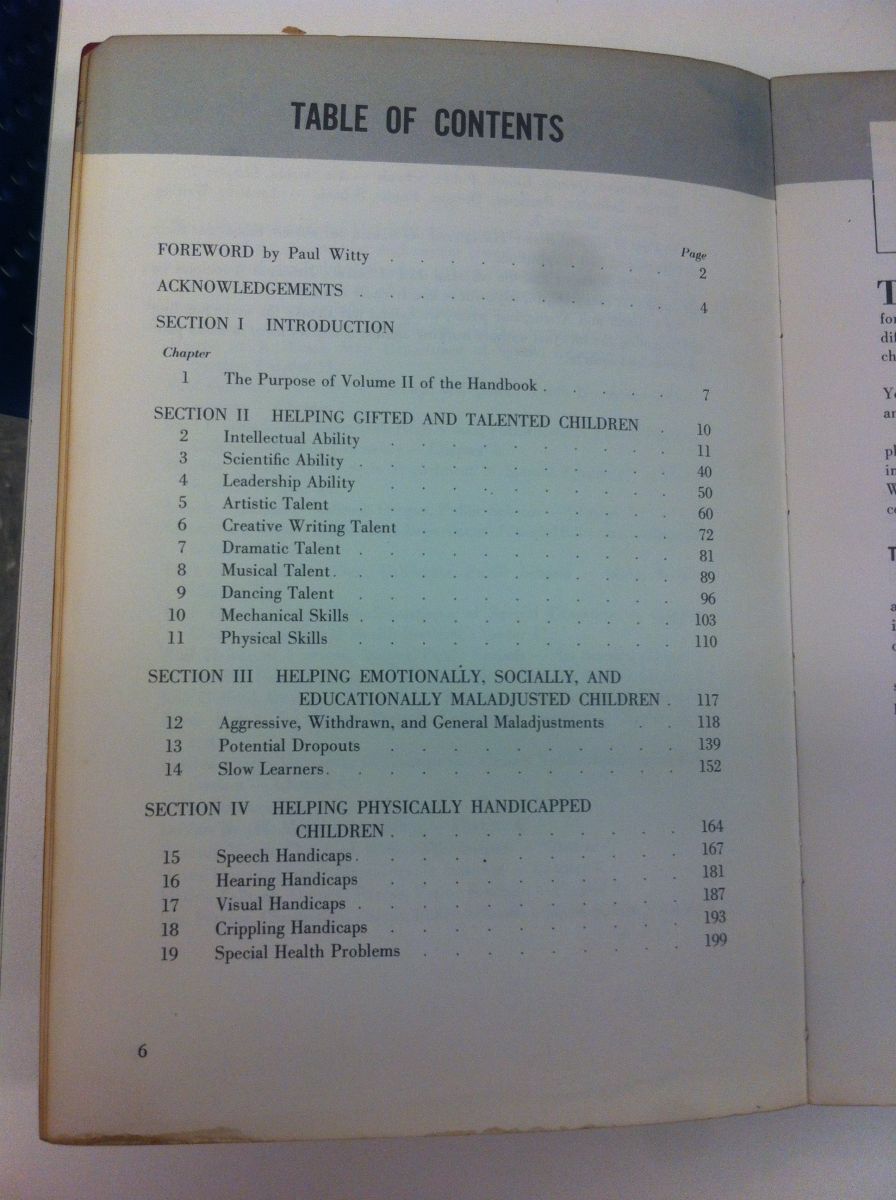 TABLE OF CONTENTS
Page
FOREWORD by Paul Witty . . . . . . . . . 2
ACKNOWLEDGEMENTS . . . . . . . . . . 4
SECTION I INTRODUCTION
Chapter
1 The Purpose of Volume II of the Handbook . . . . . 7
SECTION II HELPING GIFTED AND TALENTED CHILDREN . 10
2 Intellectual Ability . . . . . . . . . 11
3 Scientific Ability . . . . . . . . . . 40
4 Leadership Ability . . . . . . . . . 50
5 Artistic Talent . . . . . . . . . . 60
6 Creative Writing Talent . . . . . . . . 72
7 Dramatic Talent . . . . . . . . . . 81
8 Musical Talent . . . . . . . . . . . 89
9 Dancing Talent . . . . . . . . . . 96
10 Mechanical Skills . . . . . . . . . . 103
11 Physical Skills . . . . . . . . . . 110
SECTION III HELPING EMOTIONALLY, SOCIALLY, AND
EDUCATIONALLY MALADJUSTED CHILDREN . 117
12 Aggressive, Withdrawn, and General Maladjustments . . 118
13 Potential Dropouts . . . . . . . . . 139
14 Slow Learners . . . . . . . . . . . 152
SECTION IV HELPING PHYSICALLY HANDICAPPED
CHILDREN . . . . . . . . . . 164
15 Speech Handicaps . . . . . . . . . . 167
16 Hearing Handicaps . . . . . . . . . 181
17 Visual Handicaps . . . . . . . . . . 187
18 Crippling Handicaps . . . . . . . . . 193
19 Special Health Problems . . . . . . . . 199
6